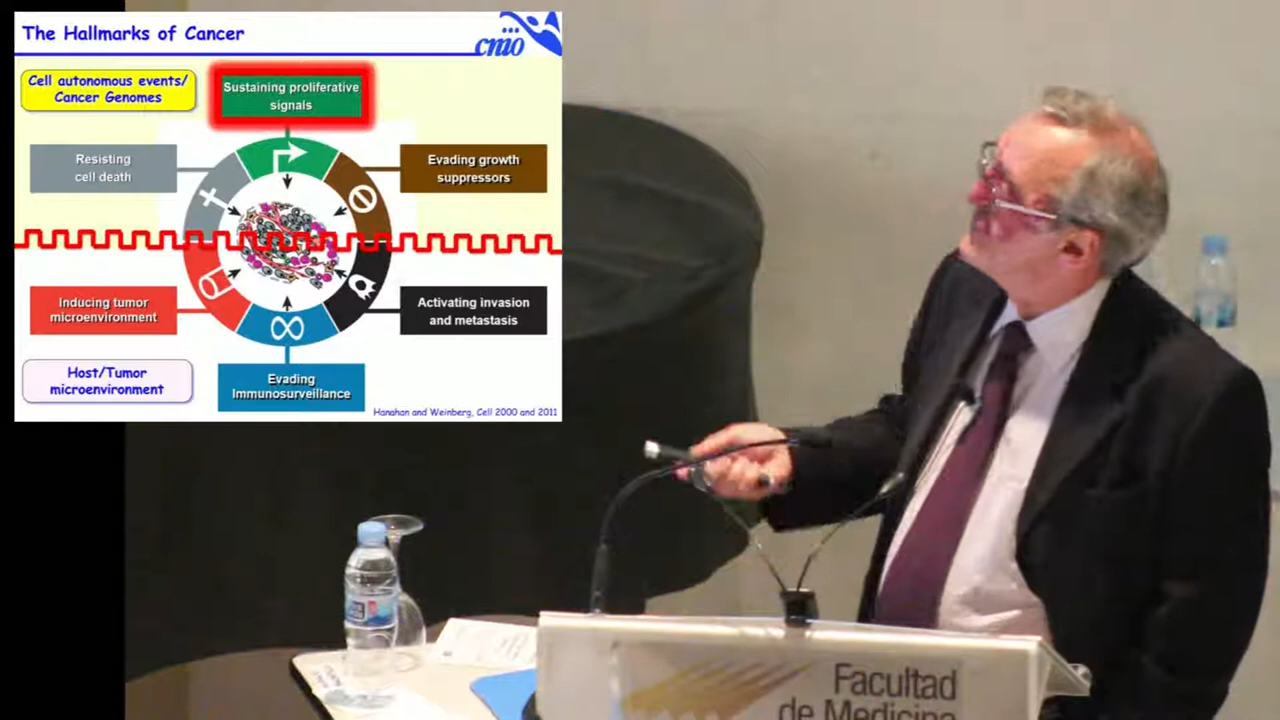 The Hallmarks of Cancer
cnio
Cell autonomous events/
Cancer Genomes
Sustaining proliferative
signals
Resisting
cell death
Evading growth
suppressors
Inducing tumor
microenvironment
Activating invasion
and metastasis
Host/Tumor
microenvironment
Evading
Immunosurveillance
Hanahan and Weinberg, Cell 2000 and 2011
Facultad
de Medicina